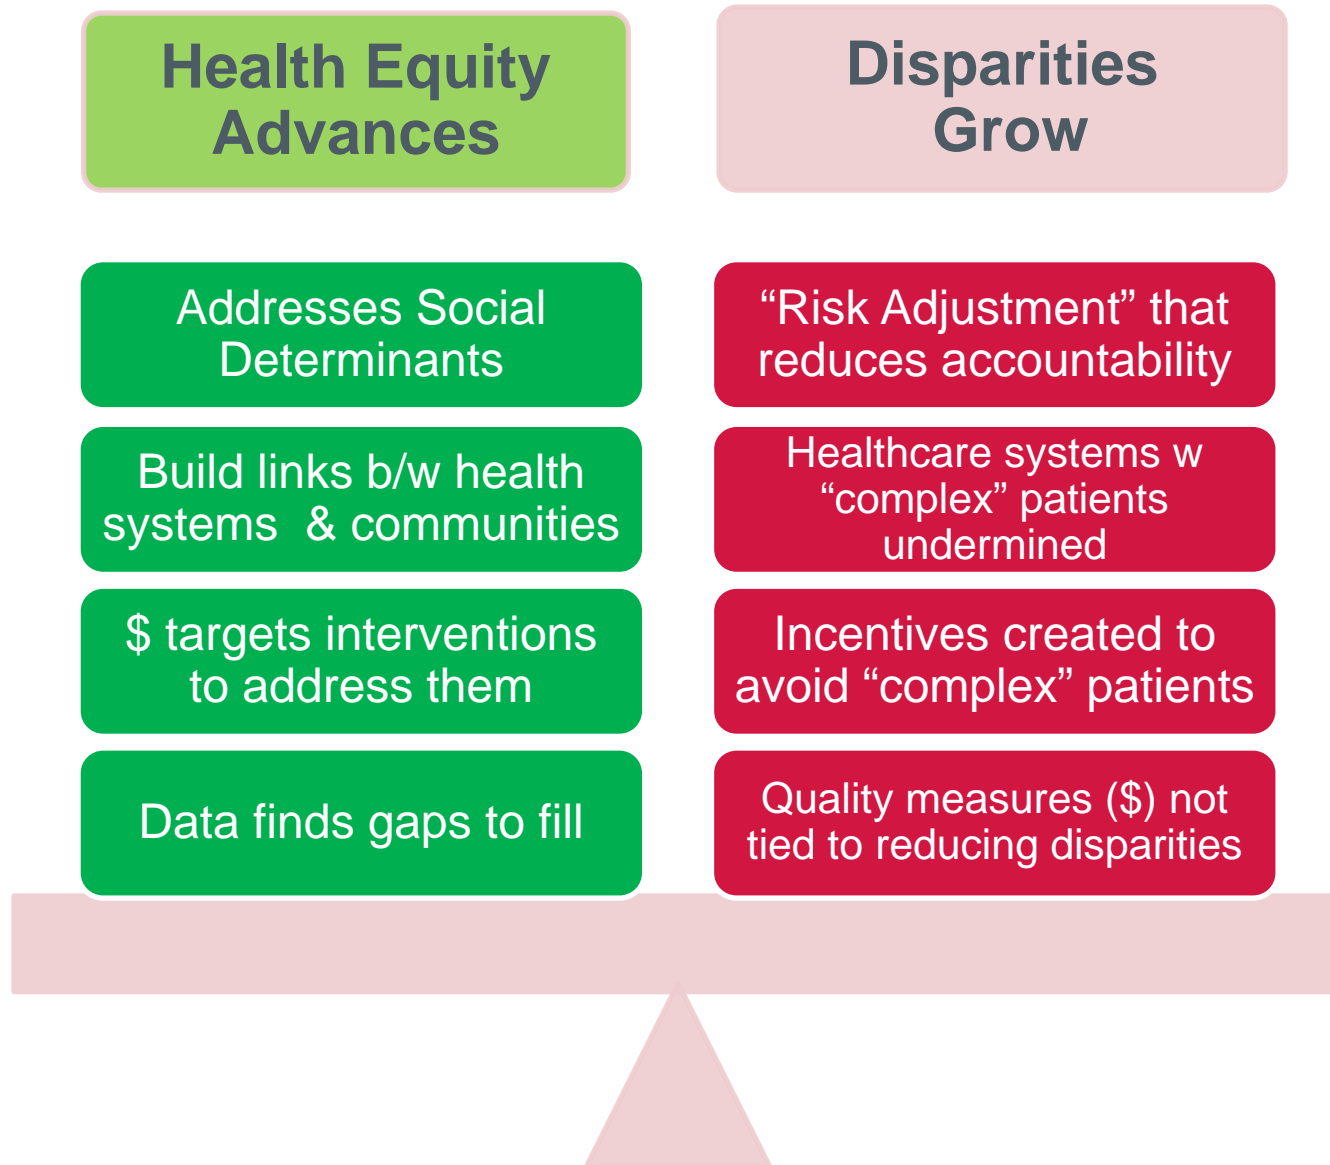 Health Equity
Advances
Addresses Social
Determinants
Build links b/w health
systems  & communities
$ targets interventions
to address them
Data finds gaps to fill
Disparities
Grow
“Risk Adjustment” that
reduces accountability
Healthcare systems w
“complex” patients
undermined
Incentives created to
avoid “complex” patients
Quality measures ($) not
tied to reducing disparities